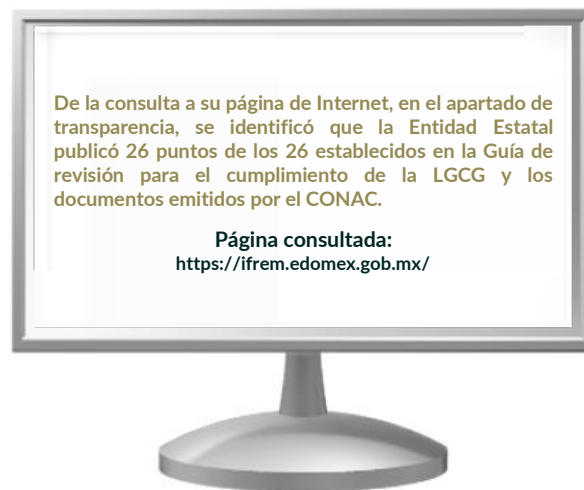 De la consulta a su página de Internet, en el apartado de
transparencia, se identificó que la Entidad Estatal
publicó 26 puntos de los 26 establecidos en la Guía de
revisión para el cumplimiento de la LGCG y los
documentos emitidos por el CONAC.
Página consultada:
https://ifrem.edomex.gob.mx/